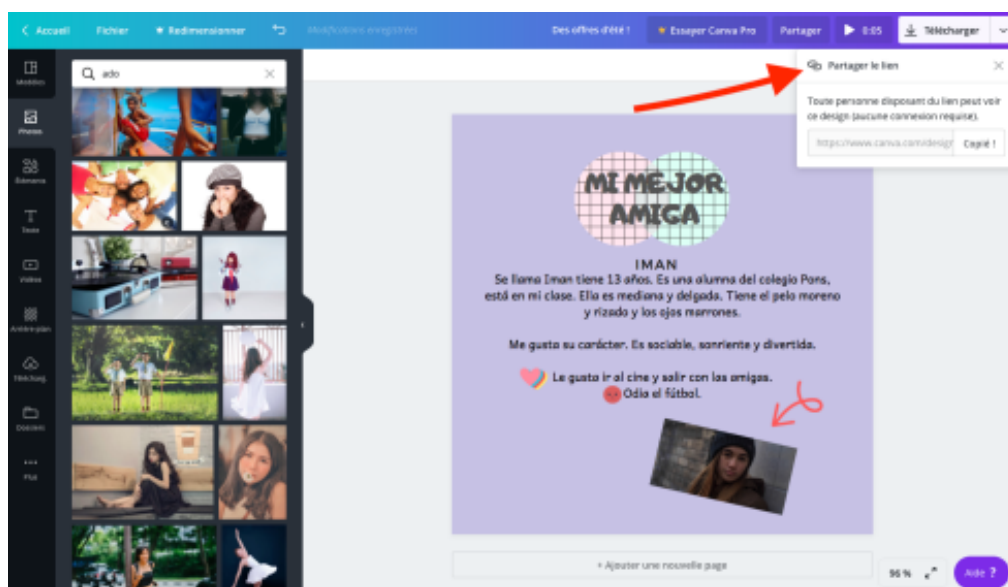 Accueil
Fichier
Redimensionner
Modifications enregistrées
Des offres d'été !
Essayer Canva Pro
Partager
0:05
Télécharger
Modèles
Photos
Éléments
Texte
Vidéos
Arrière-plan
Télécharg.
Dossiers
Plus
ado
Partager le lien
Toute personne disposant du lien peut voir
ce design (aucune connexion requise).
https://www.canva.com/design
Copié !
MI MEJOR
AMIGA
IMAN
Se llama Iman tiene 13 años. Es una alumna del colegio Pons,
está en mi clase. Ella es mediana y delgada. Tiene el pelo moreno
y rizado y los ojos marrones.
Me gusta su carácter. Es sociable, sonriente y divertida.
Le gusta ir al cine y salir con las amigas.
Odia el fútbol.
+ Ajouter une nouvelle page
56 %
Aide ?